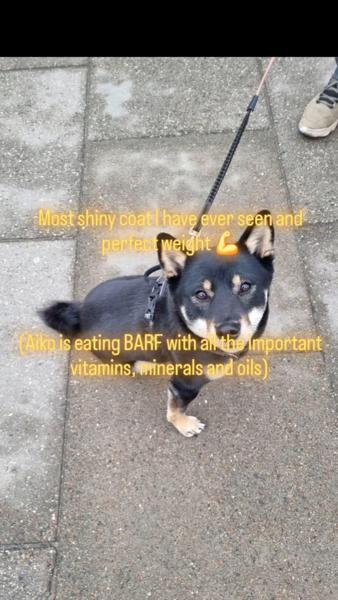 Most shiny coat I have ever seen and
perfect weight 💪
(Aiko is eating BARF with all the important
vitamins, minerals and oils)